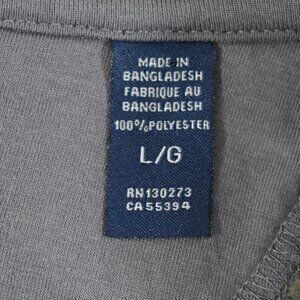 MADE IN
BANGLADESH
FABRIQUE AU
BANGLADESH
100%POLYESTER
L/G
RN130273
CA55394